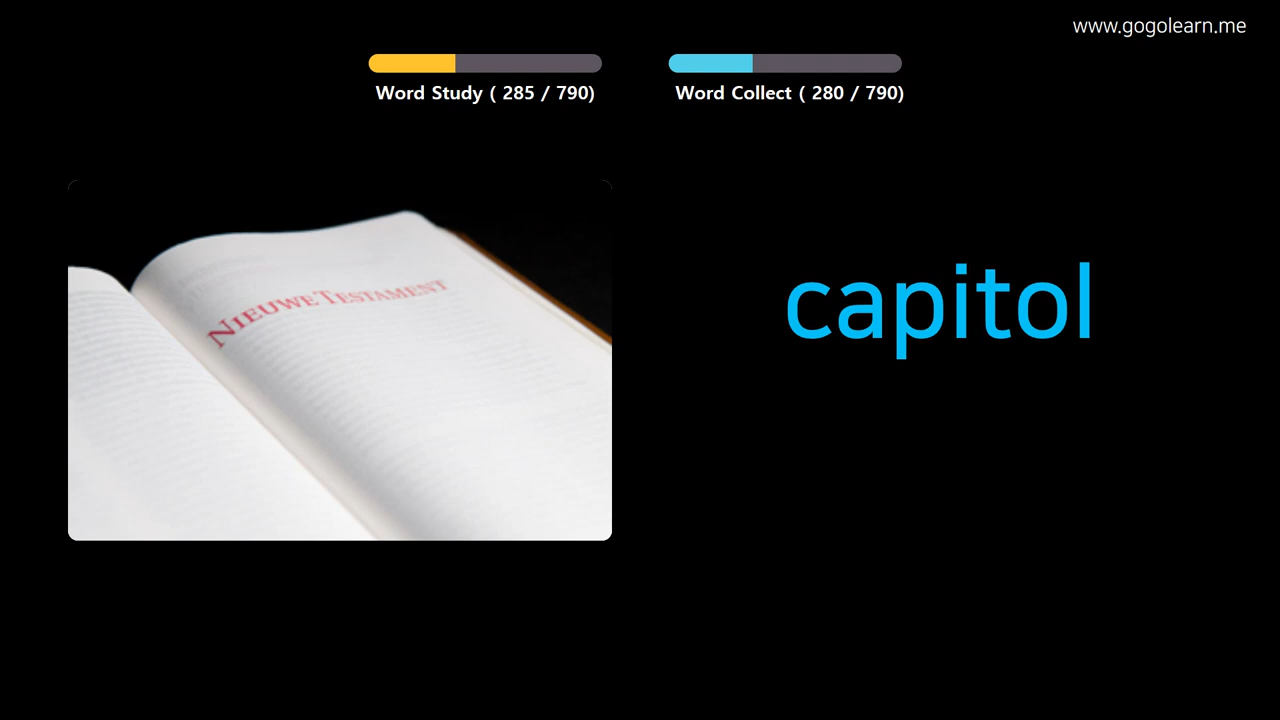 www.gogolearn.me
Word Study ( 285 / 790)
Word Collect ( 280 / 790)
NIEUWE TESTAMENT
capitol